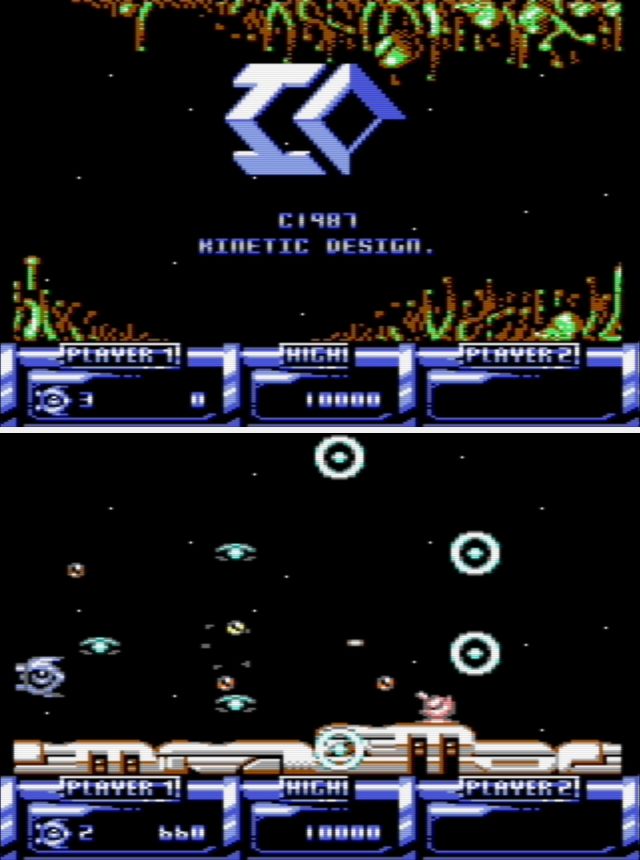 IO
C1987
KINETIC DESIGN.
PLAYER 1 HIGH PLAYER 2
3 0 10000
PLAYER 1 HIGH PLAYER 2
2 660 10000